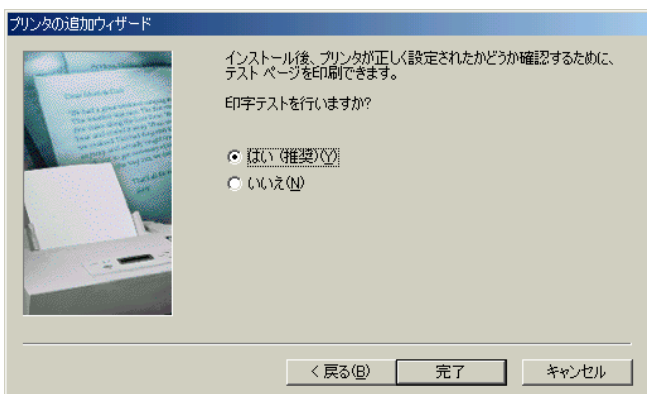 プリンタの追加ウィザード
インストール後、プリンタが正しく設定されたかどうか確認するために、
テスト ページを印刷できます。
印字テストを行いますか?
はい (推奨)(Y)
いいえ(N)
< 戻る(B)
完了
キャンセル